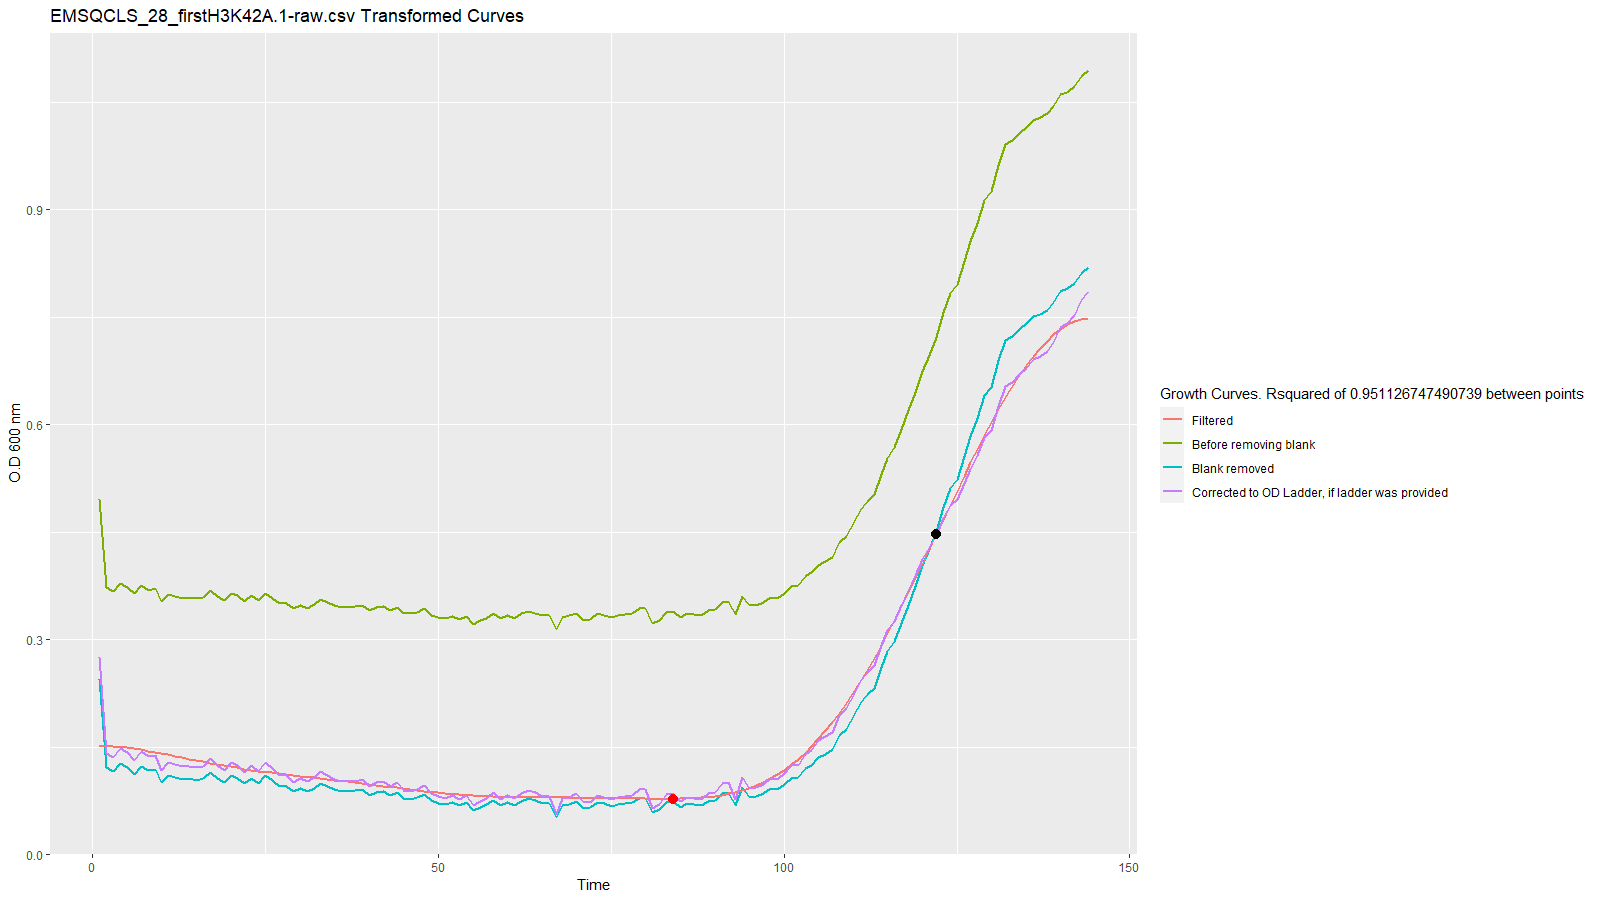 EMSQCLS_28_firstH3K42A.1-raw.csv Transformed Curves
O.D 600 nm
0.9
0.6
0.3
0.0
0
50
100
150
Time
Growth Curves. Rsquared of 0.951126747490739 between points
Filtered
Before removing blank
Blank removed
Corrected to OD Ladder, if ladder was provided